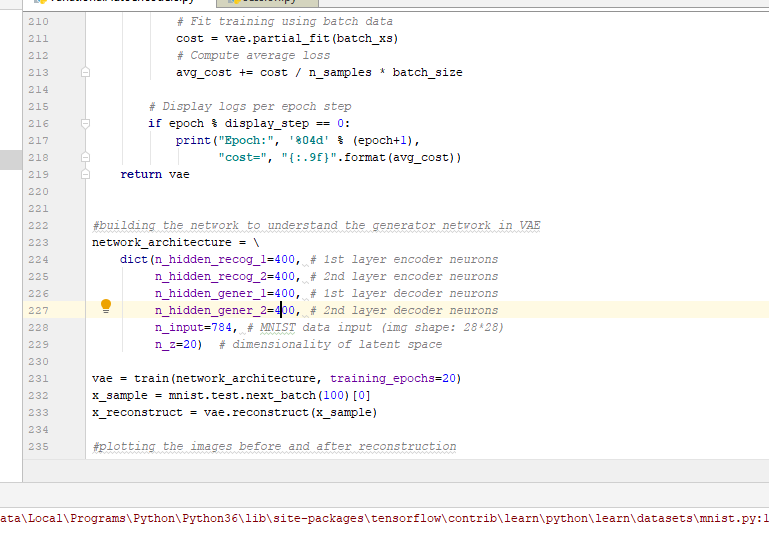 210 # Fit training using batch data
211 cost = vae.partial_fit(batch_xs)
212 # Compute average loss
213 avg_cost += cost / n_samples * batch_size
214
215 # Display logs per epoch step
216 if epoch % display_step == 0:
217 print("Epoch:", '%04d' % (epoch+1),
218 "cost=", "{:.9f}".format(avg_cost))
219 return vae
220
221
222 #building the network to understand the generator network in VAE
223 network_architecture = \
224 dict(n_hidden_recog_1=400, # 1st layer encoder neurons
225 n_hidden_recog_2=400, # 2nd layer encoder neurons
226 n_hidden_gener_1=400, # 1st layer decoder neurons
227 n_hidden_gener_2=400, # 2nd layer decoder neurons
228 n_input=784, # MNIST data input (img shape: 28*28)
229 n_z=20) # dimensionality of latent space
230
231 vae = train(network_architecture, training_epochs=20)
232 x_sample = mnist.test.next_batch(100)[0]
233 x_reconstruct = vae.reconstruct(x_sample)
234
235 #plotting the images before and after reconstruction
ata\Local\Programs\Python\Python36\lib\site-packages\tensorflow\contrib\learn\python\learn\datasets\mnist.py:1